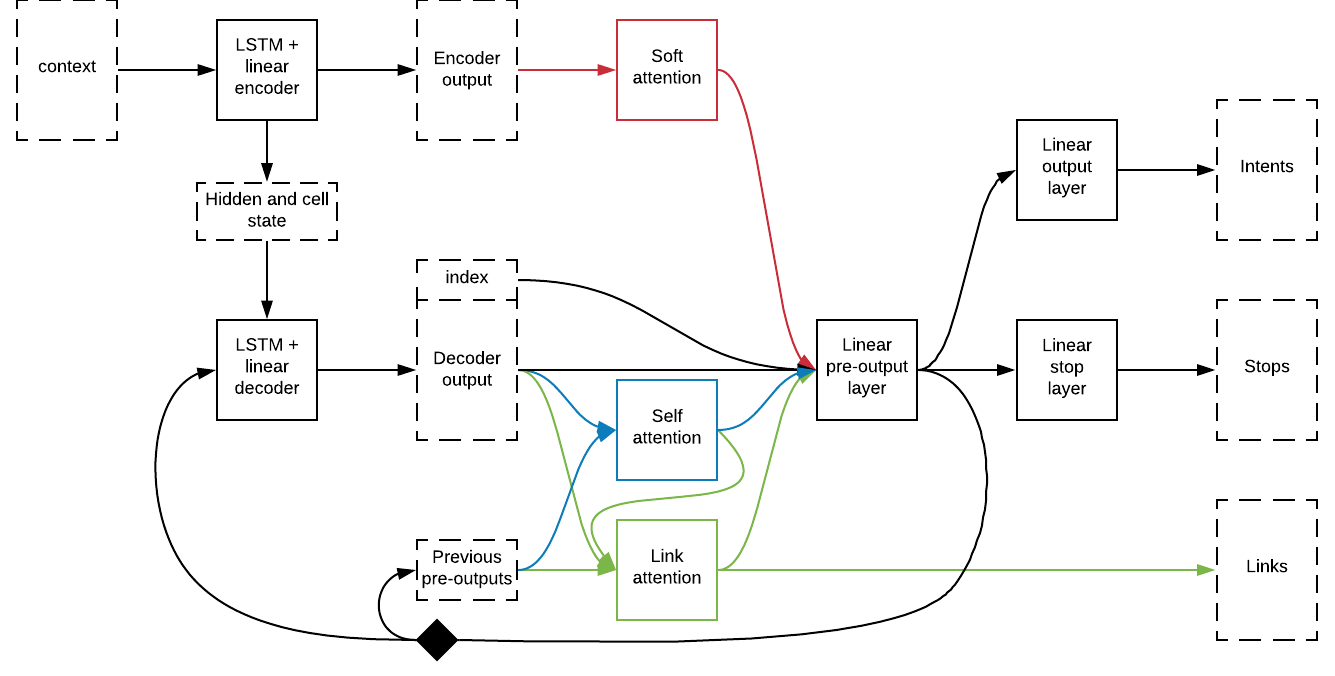 context
LSTM +
linear
encoder
Encoder
output
Soft
attention
Linear
output
layer
Intents
Hidden and cell
state
index
LSTM +
linear
decoder
Decoder
output
Linear
pre-output
layer
Linear
stop
layer
Stops
Self
attention
Previous
pre-outputs
Link
attention
Links